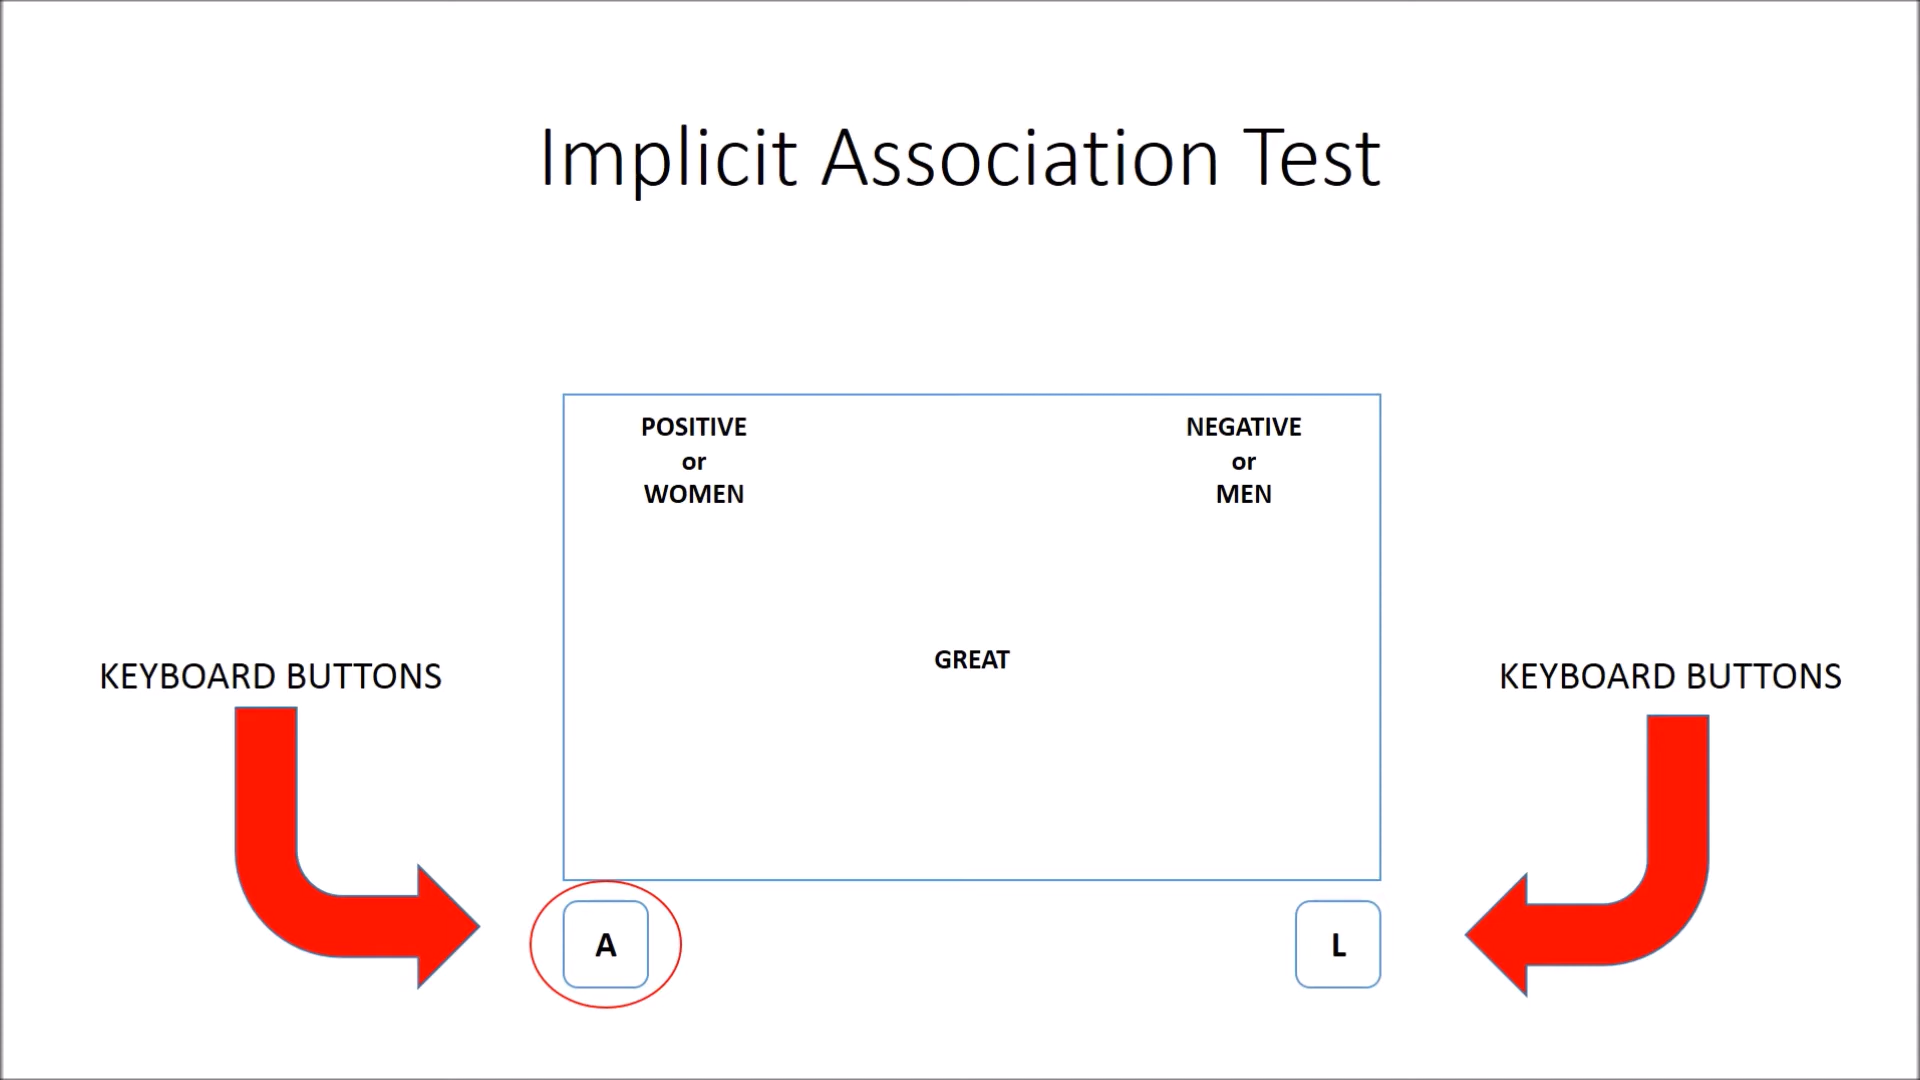 Implicit Association Test
POSITIVE
or
WOMEN
NEGATIVE
or
MEN
GREAT
KEYBOARD BUTTONS
KEYBOARD BUTTONS
A
L